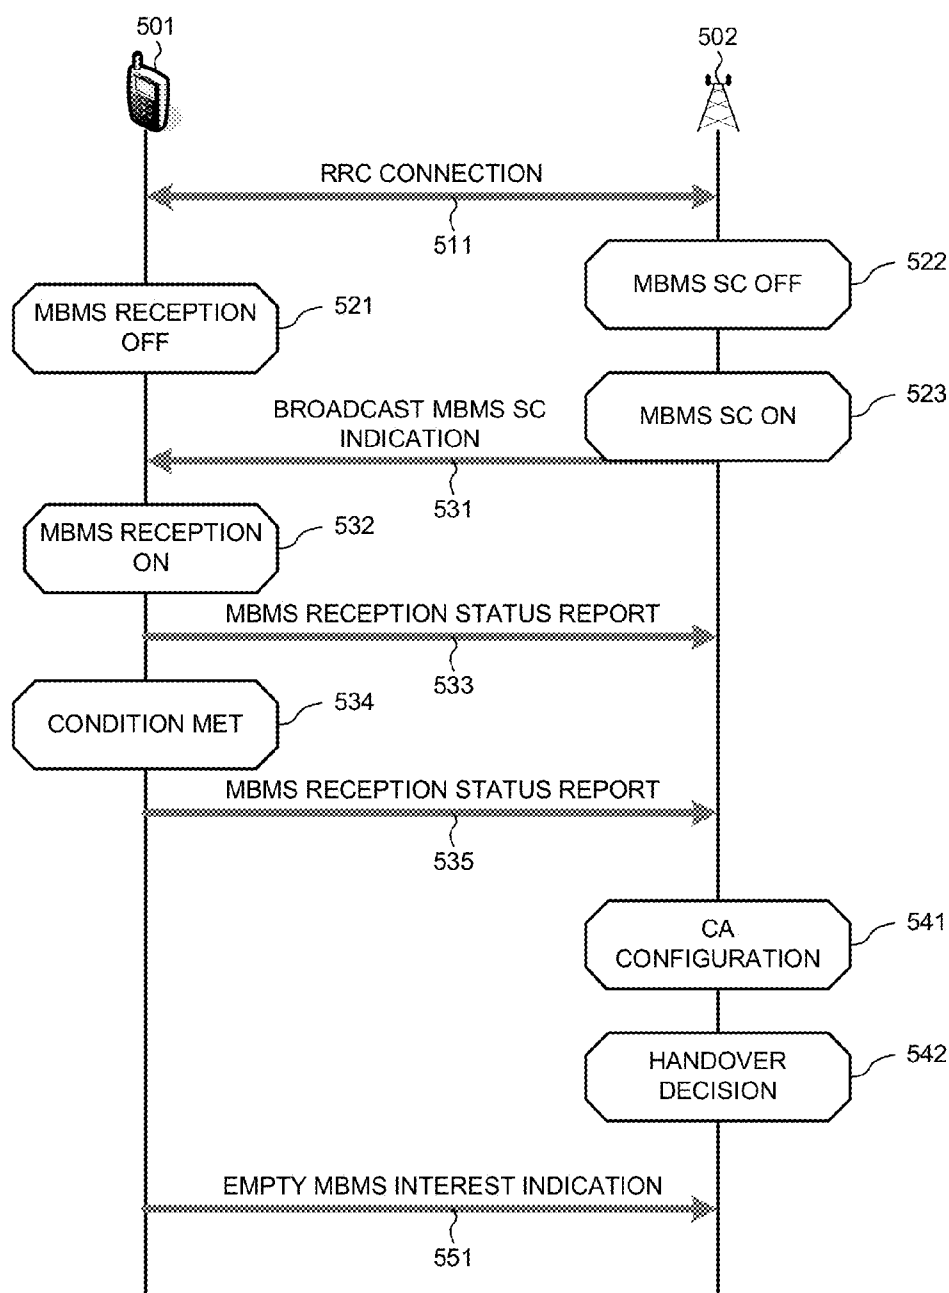 501
502
RRC CONNECTION
511
MBMS SC OFF
522
MBMS RECEPTION
OFF
521
MBMS SC ON
523
BROADCAST MBMS SC
INDICATION
531
MBMS RECEPTION
ON
532
MBMS RECEPTION STATUS REPORT
533
CONDITION MET
534
MBMS RECEPTION STATUS REPORT
535
CA
CONFIGURATION
541
HANDOVER
DECISION
542
EMPTY MBMS INTEREST INDICATION
551